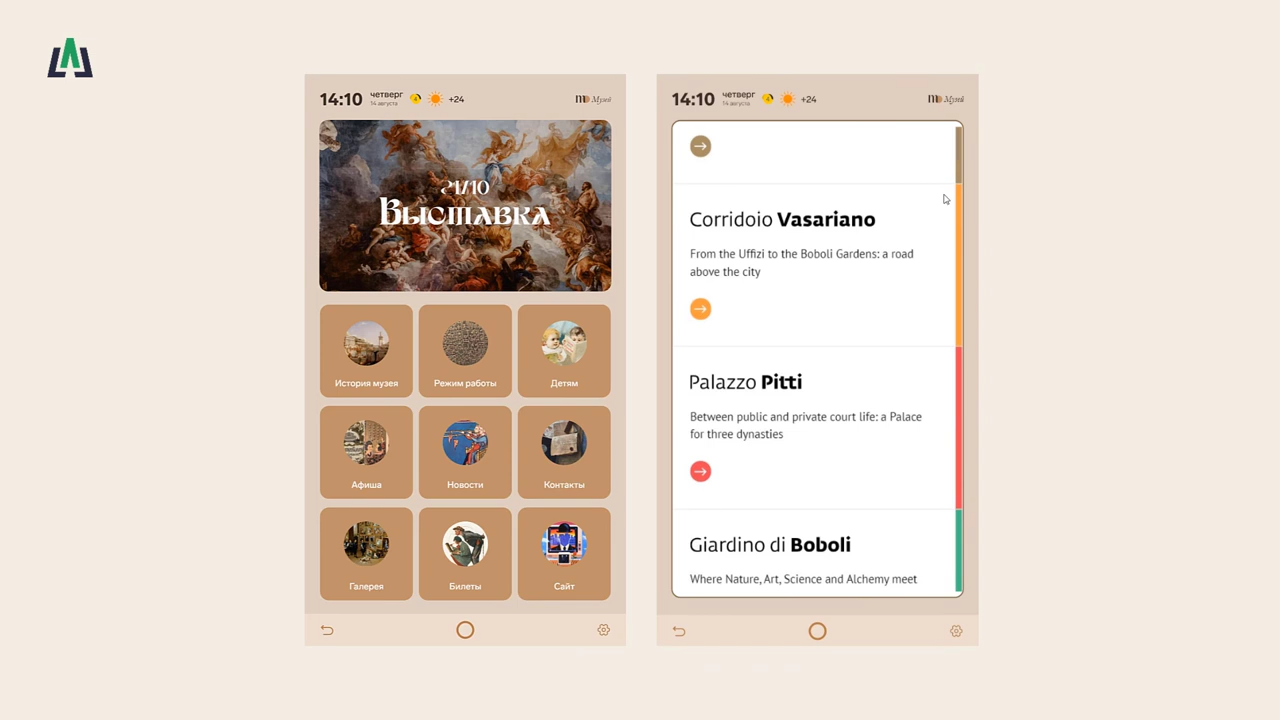 14:10
четверг
14 августа
+24
Музей
21/10
Выставка
История музея
Режим работы
Детям
Афиша
Новости
Контакты
Галерея
Билеты
Сайт
14:10
четверг
14 августа
+24
Музей
Corridoio Vasariano
From the Uffizi to the Boboli Gardens: a road
above the city
Palazzo Pitti
Between public and private court life: a Palace
for three dynasties
Giardino di Boboli
Where Nature, Art, Science and Alchemy meet